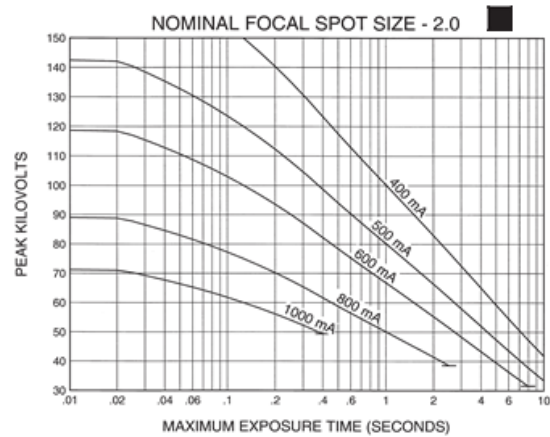 NOMINAL FOCAL SPOT SIZE - 2.0
150
140
130
120
110
100
90
80
70
60
50
40
30
PEAK KILOVOLTS
400 mA
500 mA
600 mA
800 mA
1000 mA
.01 .02 .04 .06 .1 .2 .4 .6 1 2 4 6 10
MAXIMUM EXPOSURE TIME (SECONDS)